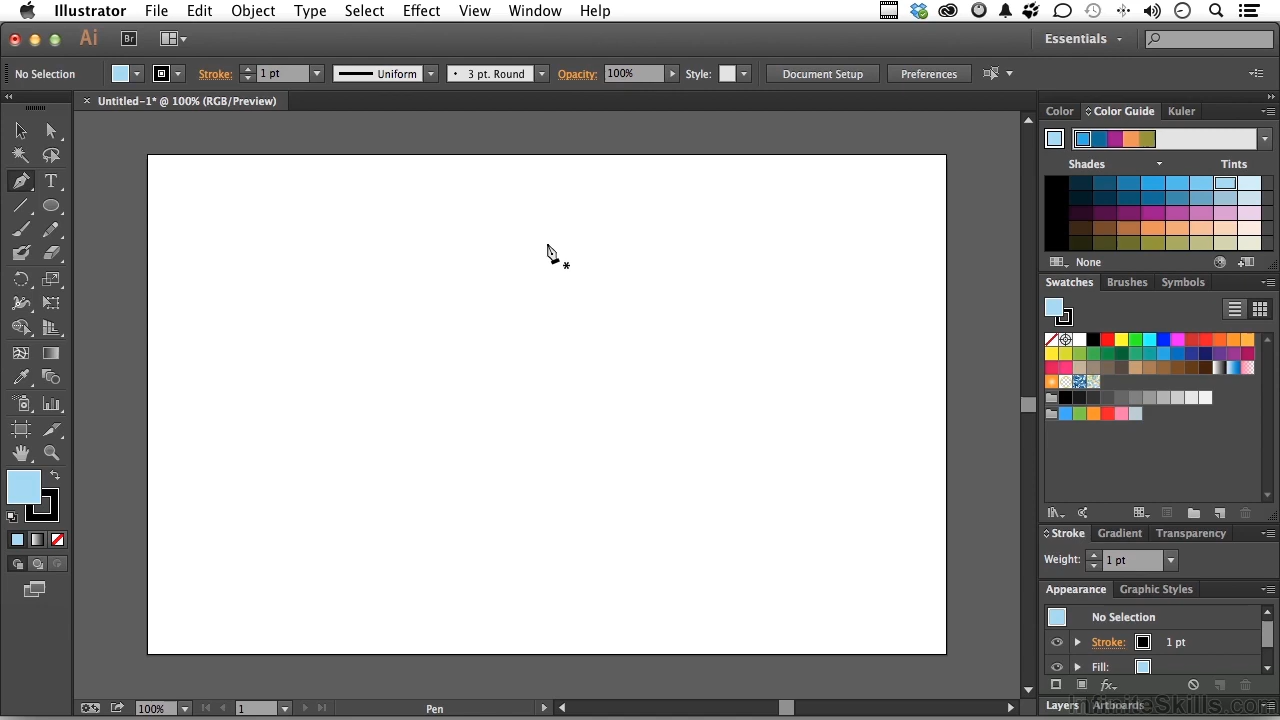 Illustrator File Edit Object Type Select Effect View Window Help
Ai Br Essentials
No Selection Stroke: 1 pt Uniform 3 pt. Round Opacity: 100% Style: Document Setup Preferences
× Untitled-1* @ 100% (RGB/Preview)
Color Color Guide Kuler
Shades Tints
None
Swatches Brushes Symbols
Stroke Gradient Transparency
Weight: 1 pt
Appearance Graphic Styles
No Selection
Stroke: 1 pt
Fill:
fx
Layers Artboards
100% 1 Pen
InfiniteSkills.com